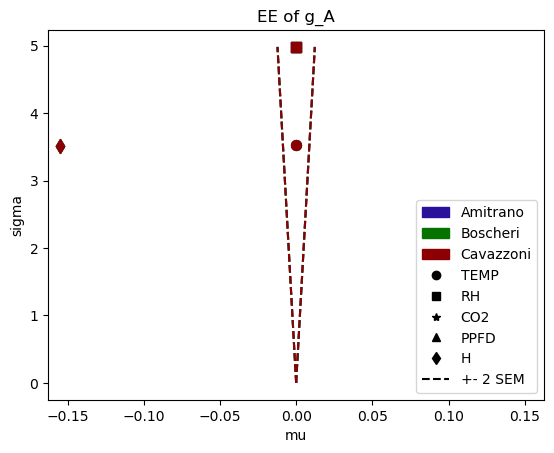 EE of g_A
5
4
3
2
1
0
sigma
−0.15
−0.10
−0.05
0.00
0.05
0.10
0.15
mu
Amitrano
Boscheri
Cavazzoni
TEMP
RH
CO2
PPFD
H
+- 2 SEM